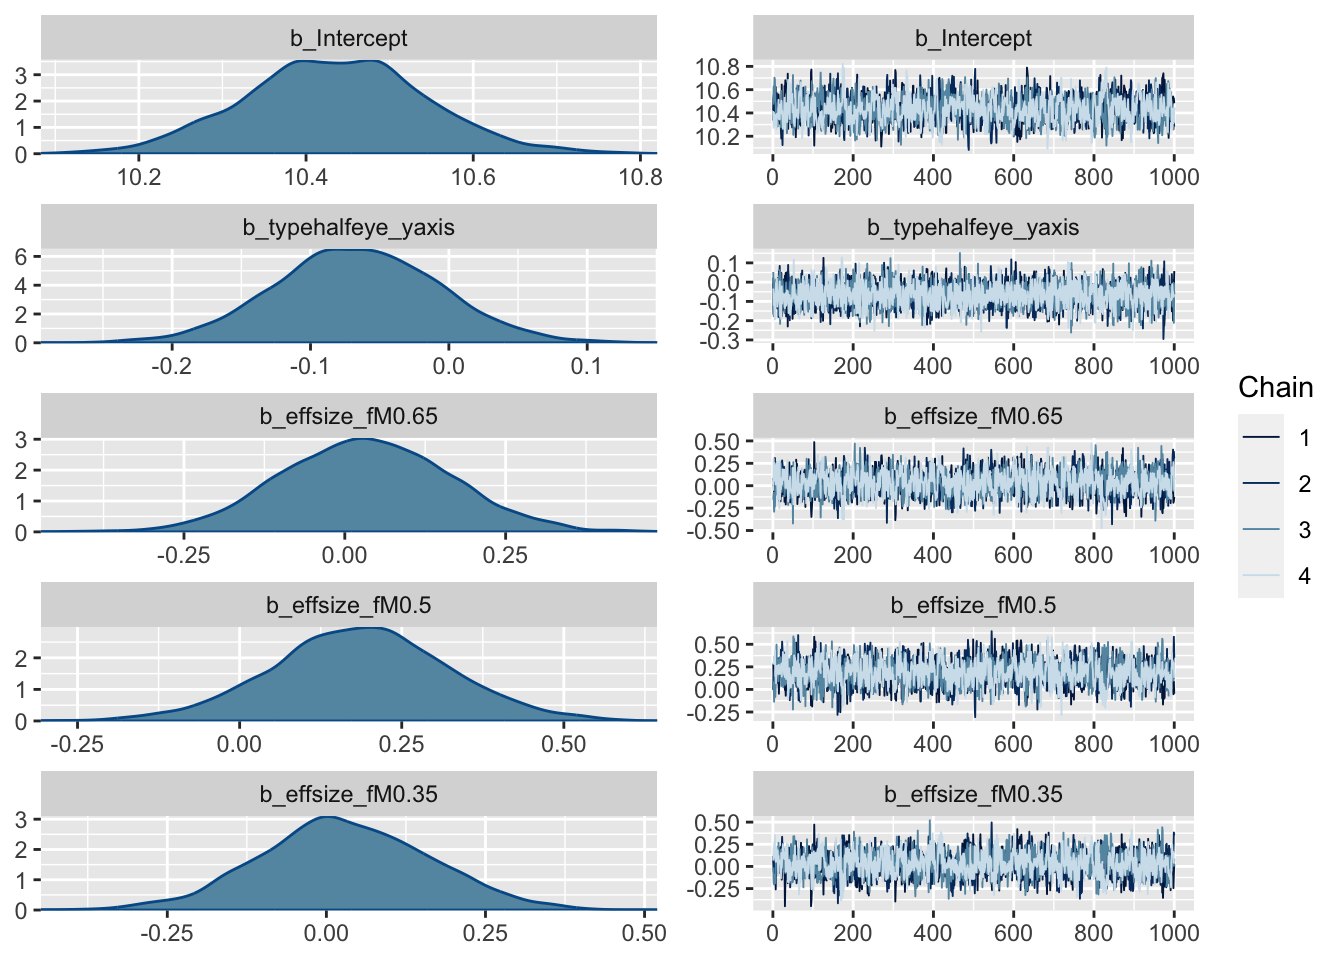 b_Intercept
3
2
1
0
10.2 10.4 10.6 10.8
b_Intercept
10.8
10.6
10.4
10.2
0 200 400 600 800 1000
b_typehalfeye_yaxis
6
4
2
0
-0.2 -0.1 0.0 0.1
b_typehalfeye_yaxis
0.1
0.0
-0.1
-0.2
-0.3
0 200 400 600 800 1000
b_effsize_fM0.65
3
2
1
0
-0.25 0.00 0.25
b_effsize_fM0.65
0.50
0.25
0.00
-0.25
-0.50
0 200 400 600 800 1000
b_effsize_fM0.5
2
1
0
-0.25 0.00 0.25 0.50
b_effsize_fM0.5
0.50
0.25
0.00
-0.25
0 200 400 600 800 1000
b_effsize_fM0.35
3
2
1
0
-0.25 0.00 0.25 0.50
b_effsize_fM0.35
0.50
0.25
0.00
-0.25
0 200 400 600 800 1000
Chain
1
2
3
4